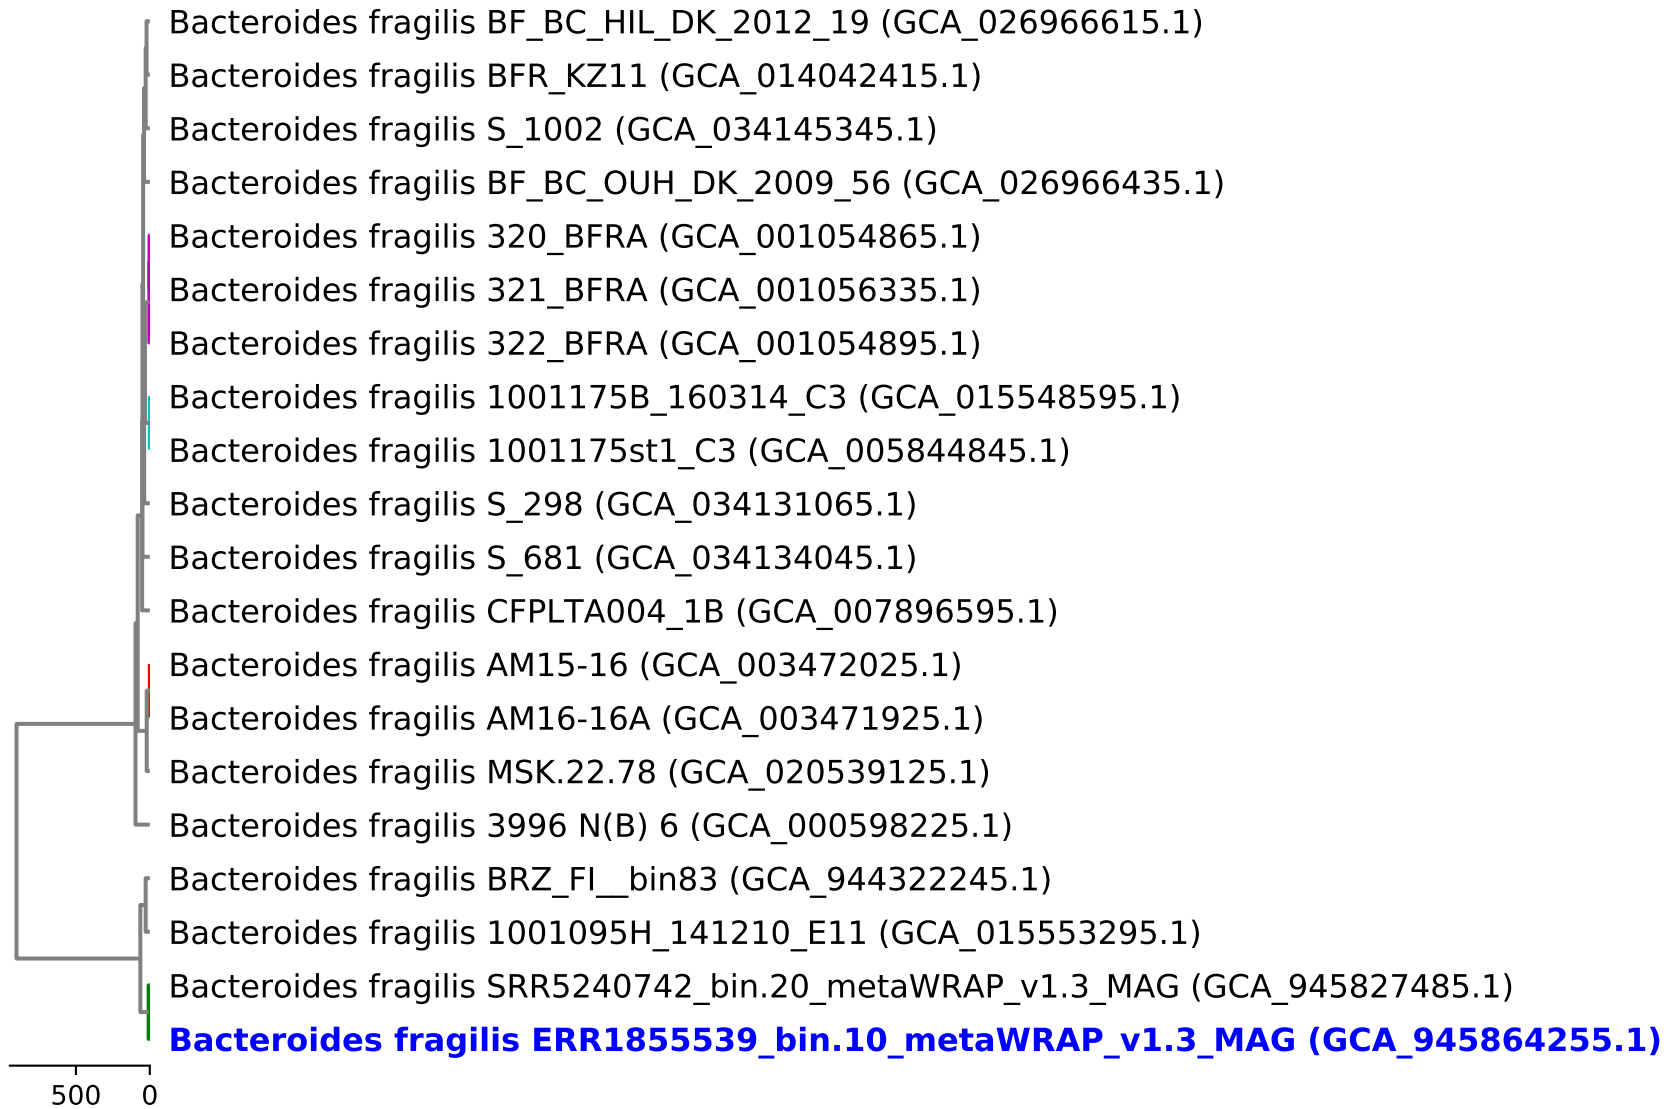 Bacteroides fragilis BF_BC_HIL_DK_2012_19 (GCA_026966615.1)
Bacteroides fragilis BFR_KZ11 (GCA_014042415.1)
Bacteroides fragilis S_1002 (GCA_034145345.1)
Bacteroides fragilis BF_BC_OUH_DK_2009_56 (GCA_026966435.1)
Bacteroides fragilis 320_BFRA (GCA_001054865.1)
Bacteroides fragilis 321_BFRA (GCA_001056335.1)
Bacteroides fragilis 322_BFRA (GCA_001054895.1)
Bacteroides fragilis 1001175B_160314_C3 (GCA_015548595.1)
Bacteroides fragilis 1001175st1_C3 (GCA_005844845.1)
Bacteroides fragilis S_298 (GCA_034131065.1)
Bacteroides fragilis S_681 (GCA_034134045.1)
Bacteroides fragilis CFPLTA004_1B (GCA_007896595.1)
Bacteroides fragilis AM15-16 (GCA_003472025.1)
Bacteroides fragilis AM16-16A (GCA_003471925.1)
Bacteroides fragilis MSK.22.78 (GCA_020539125.1)
Bacteroides fragilis 3996 N(B) 6 (GCA_000598225.1)
Bacteroides fragilis BRZ_FI__bin83 (GCA_944322245.1)
Bacteroides fragilis 1001095H_141210_E11 (GCA_015553295.1)
Bacteroides fragilis SRR5240742_bin.20_metaWRAP_v1.3_MAG (GCA_945827485.1)
Bacteroides fragilis ERR1855539_bin.10_metaWRAP_v1.3_MAG (GCA_945864255.1)
500 0